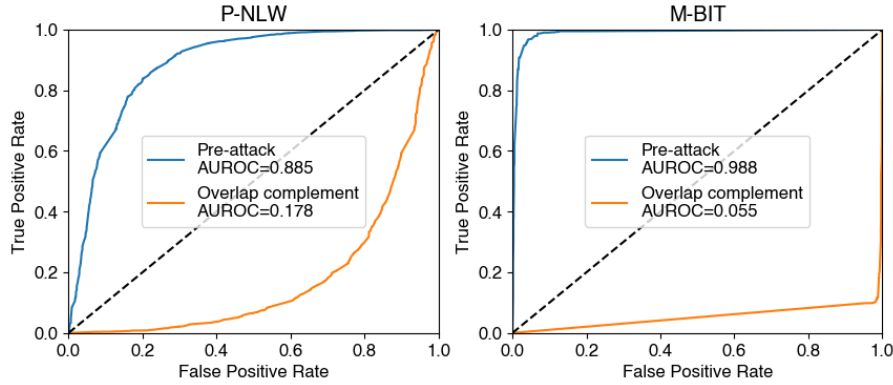 P-NLW
1.0
0.8
0.6
0.4
0.2
0.0
True Positive Rate
Pre-attack
AUROC=0.885
Overlap complement
AUROC=0.178
0.0 0.2 0.4 0.6 0.8 1.0
False Positive Rate
M-BIT
1.0
0.8
0.6
0.4
0.2
0.0
True Positive Rate
Pre-attack
AUROC=0.988
Overlap complement
AUROC=0.055
0.0 0.2 0.4 0.6 0.8 1.0
False Positive Rate